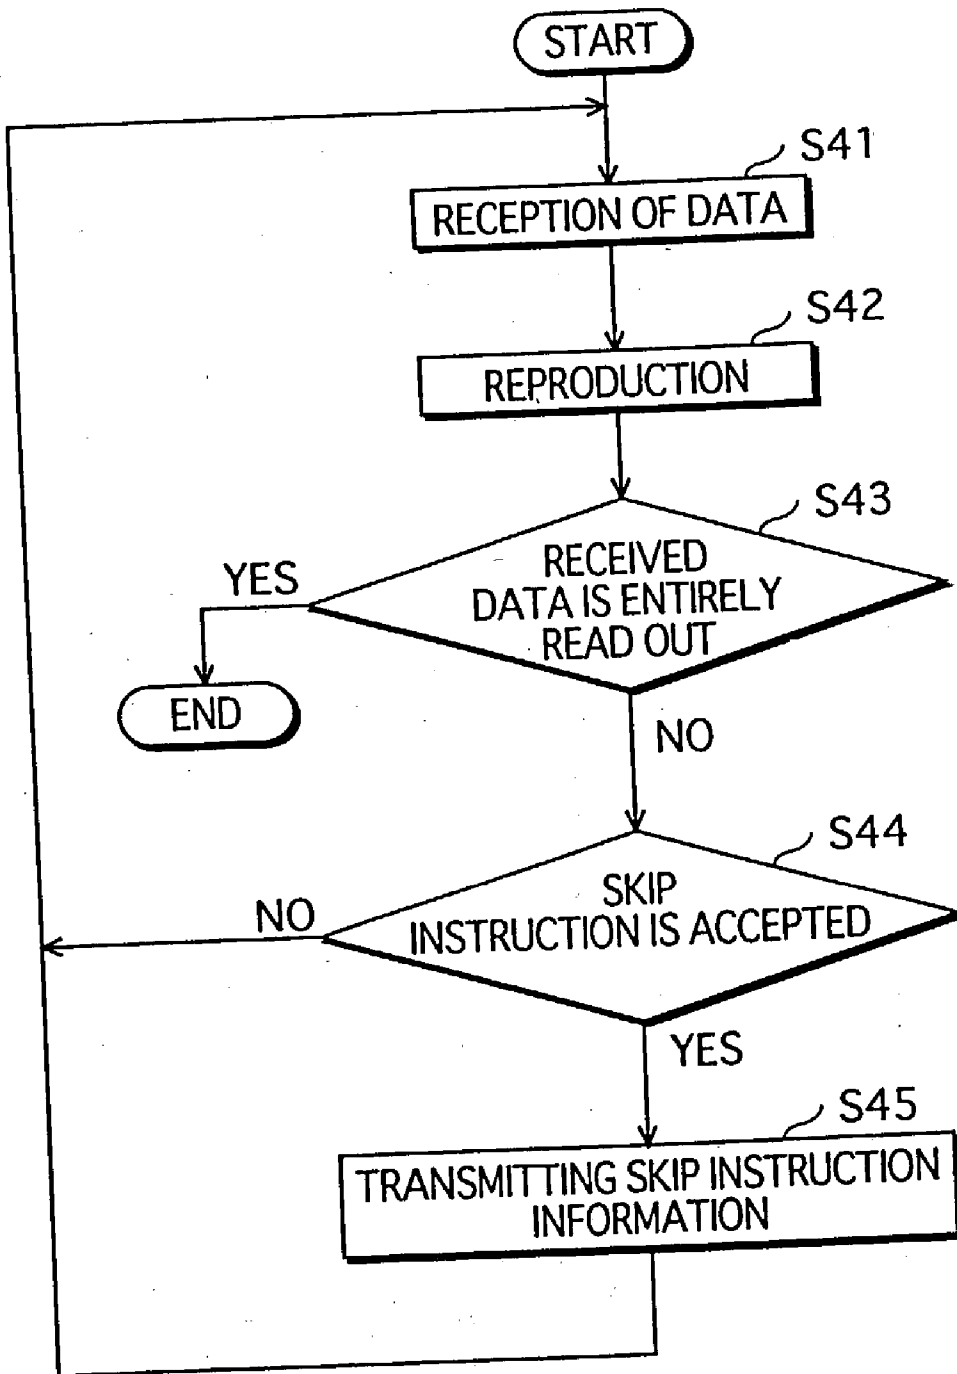 START
S41
RECEPTION OF DATA
S42
REPRODUCTION
S43
RECEIVED
DATA IS ENTIRELY
READ OUT
YES
END
NO
S44
SKIP
INSTRUCTION IS ACCEPTED
NO
YES
S45
TRANSMITTING SKIP INSTRUCTION
INFORMATION